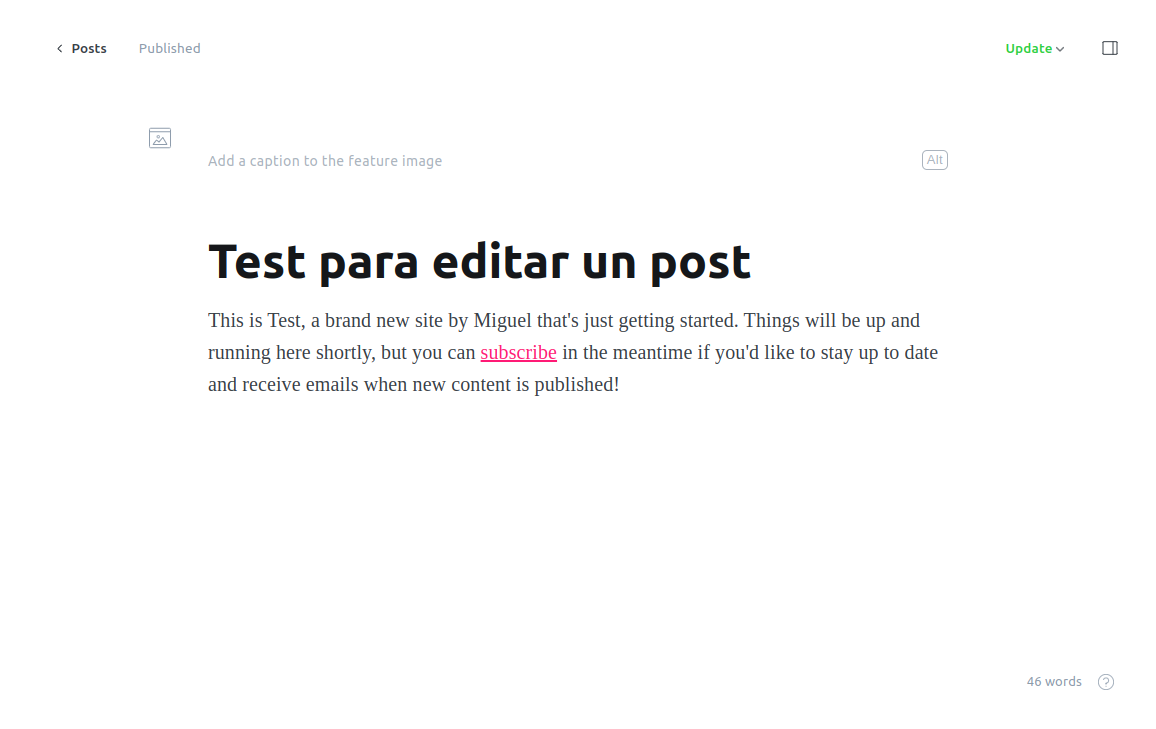 Posts Published Update
Add a caption to the feature image Alt
Test para editar un post
This is Test, a brand new site by Miguel that's just getting started. Things will be up and
running here shortly, but you can subscribe in the meantime if you'd like to stay up to date
and receive emails when new content is published!
46 words ?